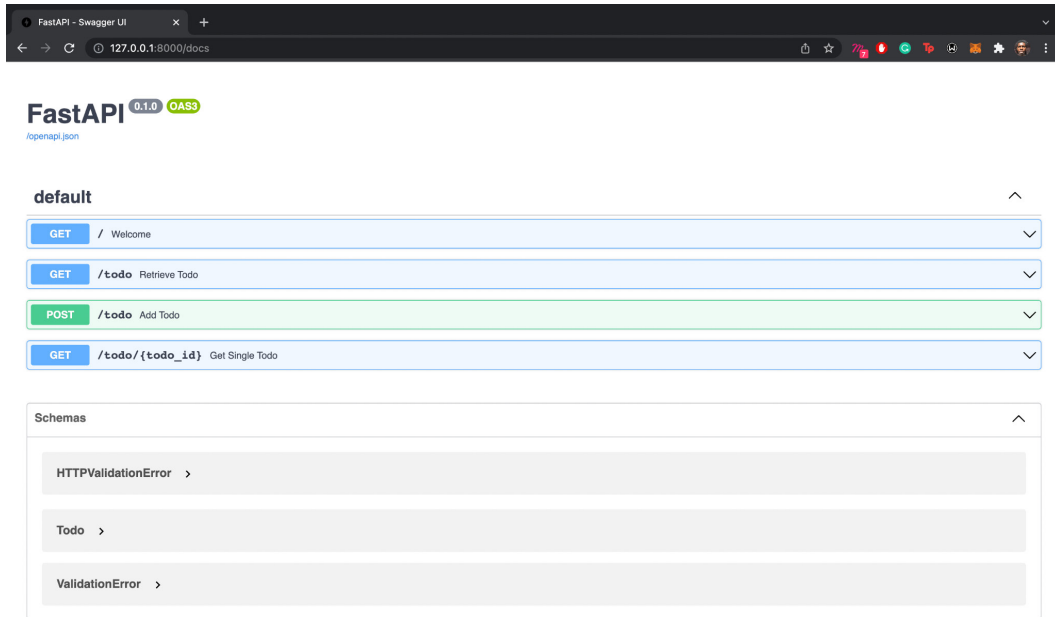 FastAPI - Swagger UI
127.0.0.1:8000/docs
7
FastAPI 0.1.0 OAS3
/openapi.json
default
GET / Welcome
GET /todo Retrieve Todo
POST /todo Add Todo
GET /todo/{todo_id} Get Single Todo
Schemas
HTTPValidationError
Todo
ValidationError